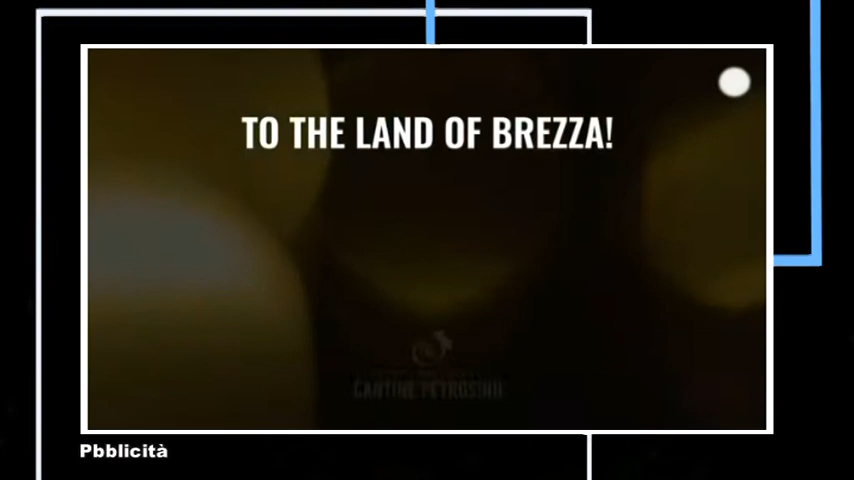 TO THE LAND OF BREZZA!
CANTINE PETROSINO
Pbblicità